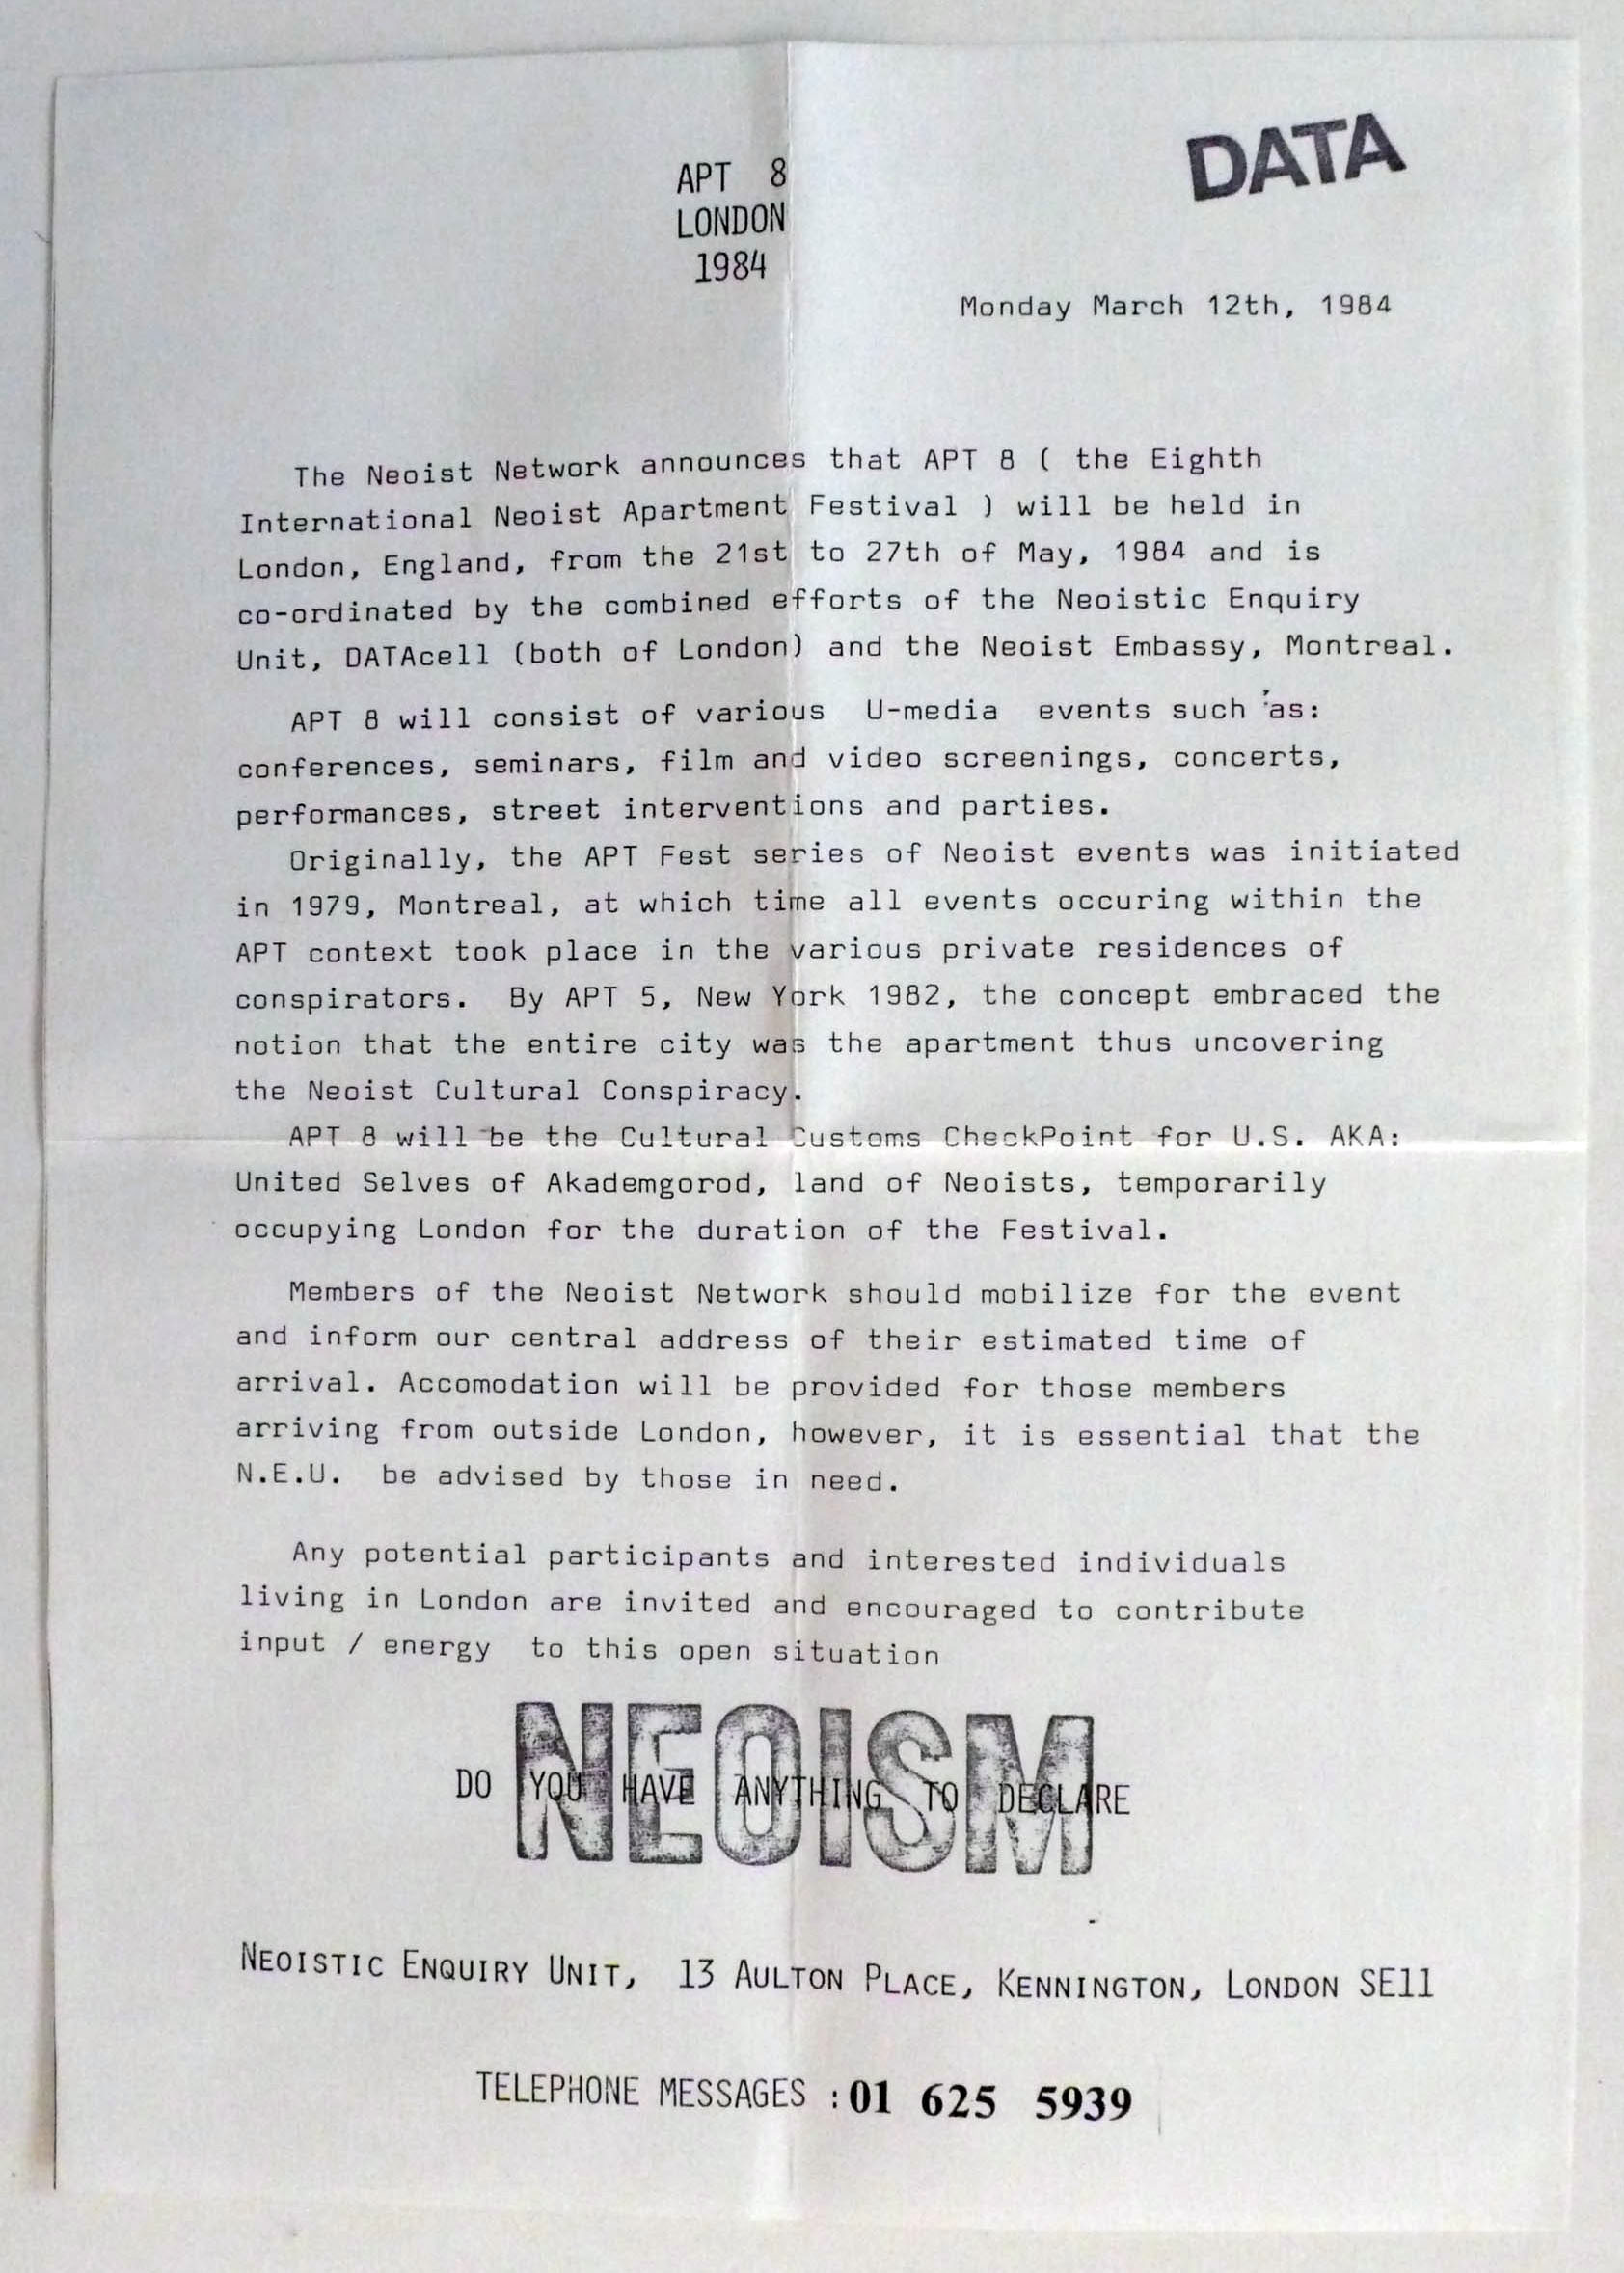 DATA
APT 8
LONDON
1984
Monday March 12th, 1984
The Neoist Network announces that APT 8 ( the Eighth
International Neoist Apartment Festival ) will be held in
London, England, from the 21st to 27th of May, 1984 and is
co-ordinated by the combined efforts of the Neoistic Enquiry
Unit, DATAcell (both of London) and the Neoist Embassy, Montreal.
APT 8 will consist of various U-media events such as:
conferences, seminars, film and video screenings, concerts,
performances, street interventions and parties.
Originally, the APT Fest series of Neoist events was initiated
in 1979, Montreal, at which time all events occuring within the
APT context took place in the various private residences of
conspirators. By APT 5, New York 1982, the concept embraced the
notion that the entire city was the apartment thus uncovering
the Neoist Cultural Conspiracy.
APT 8 will be the Cultural Customs CheckPoint for U.S. AKA:
United Selves of Akademgorod, land of Neoists, temporarily
occupying London for the duration of the Festival.
Members of the Neoist Network should mobilize for the event
and inform our central address of their estimated time of
arrival. Accomodation will be provided for those members
arriving from outside London, however, it is essential that the
N.E.U. be advised by those in need.
Any potential participants and interested individuals
living in London are invited and encouraged to contribute
input / energy to this open situation
NEOISM
DO YOU HAVE ANYTHING TO DECLARE
NEOISTIC ENQUIRY UNIT, 13 AULTON PLACE, KENNINGTON, LONDON SE11
TELEPHONE MESSAGES : 01 625 5939